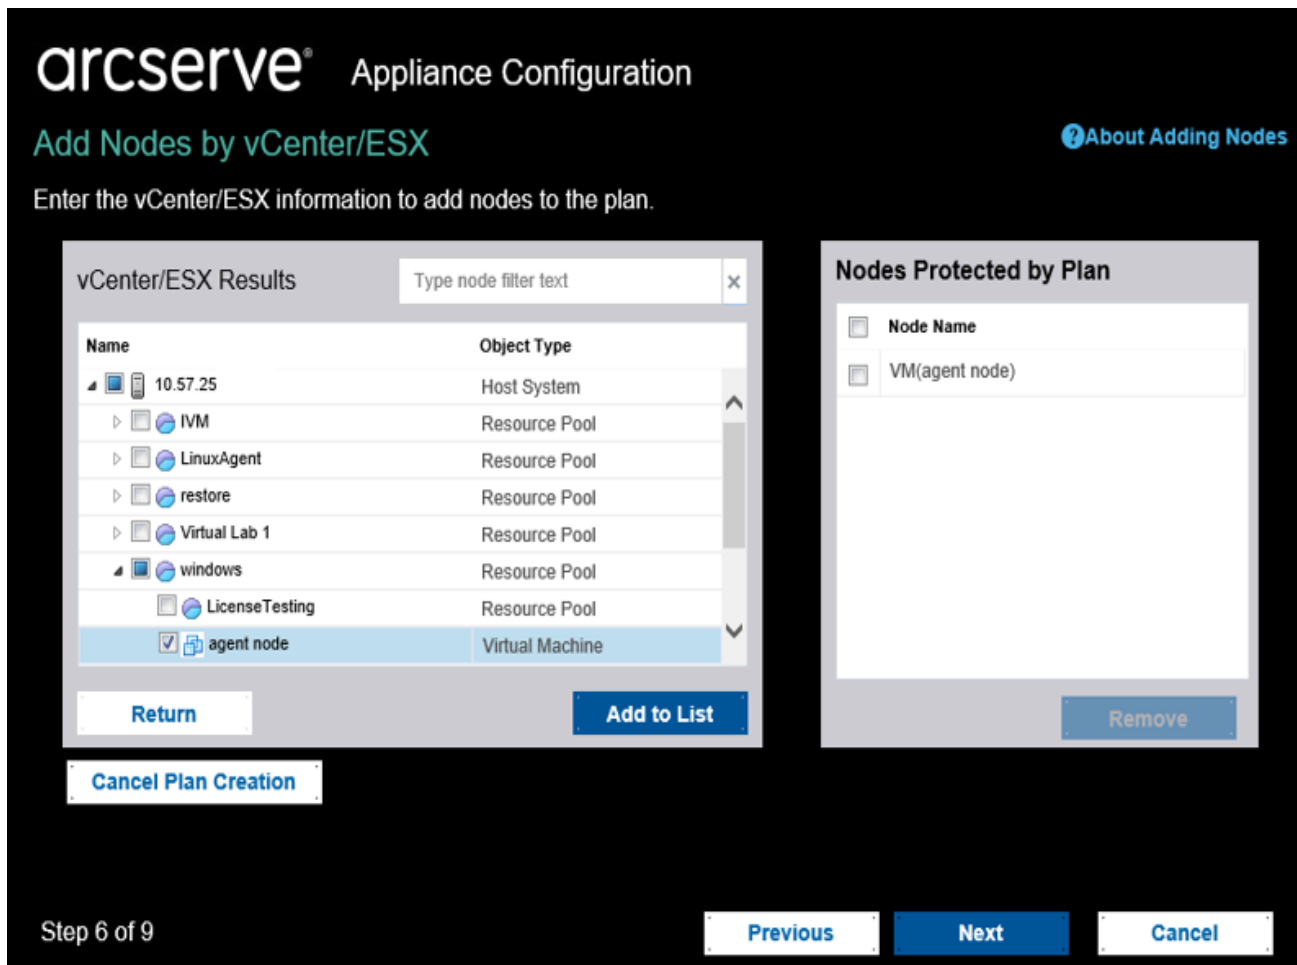 arcserve® Appliance Configuration
Add Nodes by vCenter/ESX
?About Adding Nodes
Enter the vCenter/ESX information to add nodes to the plan.
vCenter/ESX Results
Type node filter text
Name Object Type
10.57.25 Host System
IVM Resource Pool
LinuxAgent Resource Pool
restore Resource Pool
Virtual Lab 1 Resource Pool
windows Resource Pool
LicenseTesting Resource Pool
agent node Virtual Machine
Return Add to List
Nodes Protected by Plan
Node Name
VM(agent node)
Remove
Cancel Plan Creation
Step 6 of 9
Previous Next Cancel